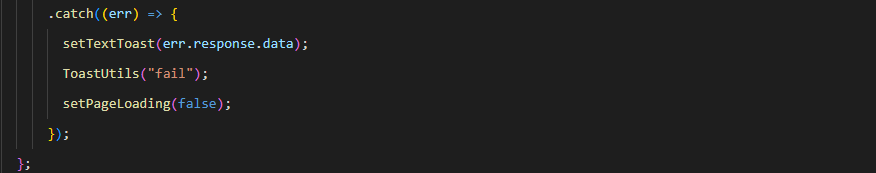 .catch((err) => {
setTextToast(err.response.data);
ToastUtils("fail");
setPageLoading(false);
});
};